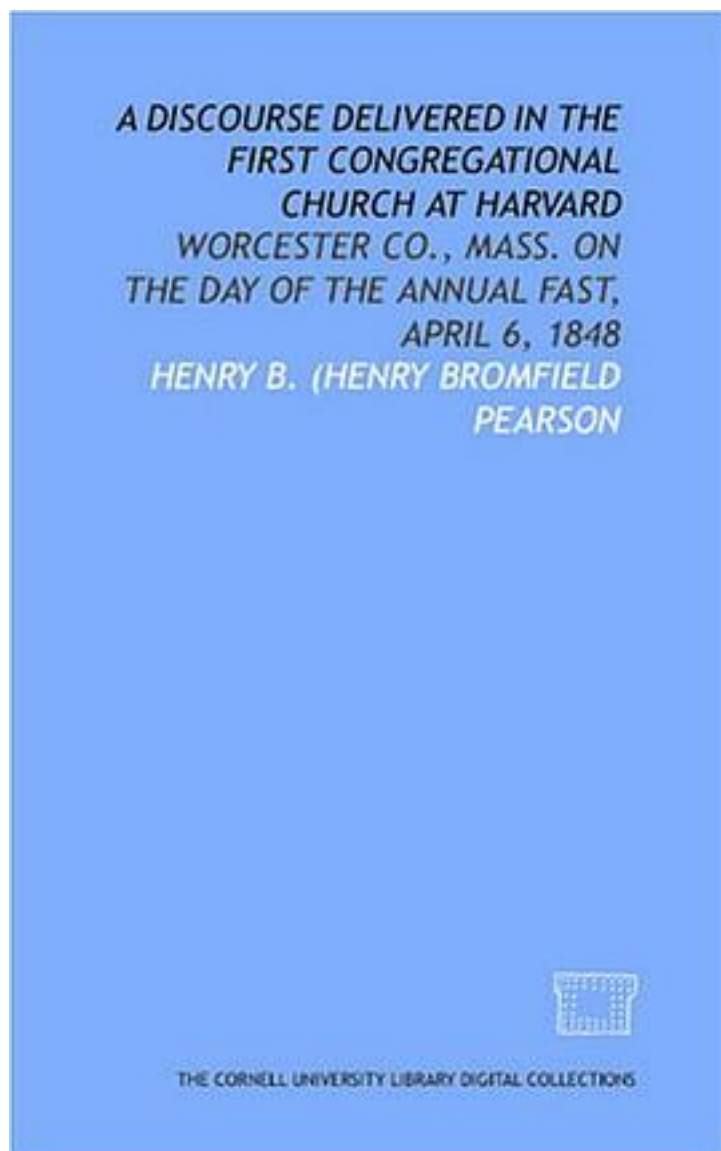 A DISCOURSE DELIVERED IN THE
FIRST CONGREGATIONAL
CHURCH AT HARVARD
WORCESTER CO., MASS. ON
THE DAY OF THE ANNUAL FAST,
APRIL 6, 1848
HENRY B. (HENRY BROMFIELD
PEARSON
THE CORNELL UNIVERSITY LIBRARY DIGITAL COLLECTIONS